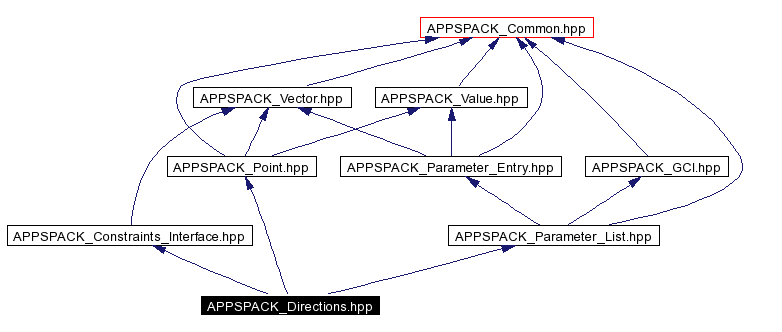 APPSPACK_Common.hpp
APPSPACK_Vector.hpp
APPSPACK_Value.hpp
APPSPACK_Point.hpp
APPSPACK_Parameter_Entry.hpp
APPSPACK_GCI.hpp
APPSPACK_Constraints_Interface.hpp
APPSPACK_Parameter_List.hpp
APPSPACK_Directions.hpp